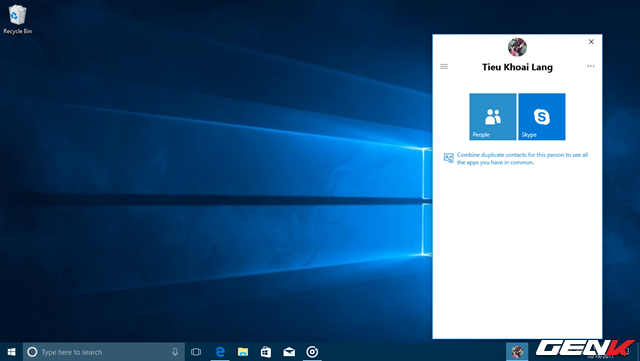 Recycle Bin
Tieu Khoai Lang
People
Skype
Combine duplicate contacts for this person to see all
the apps you have in common.
Type here to search
GENK